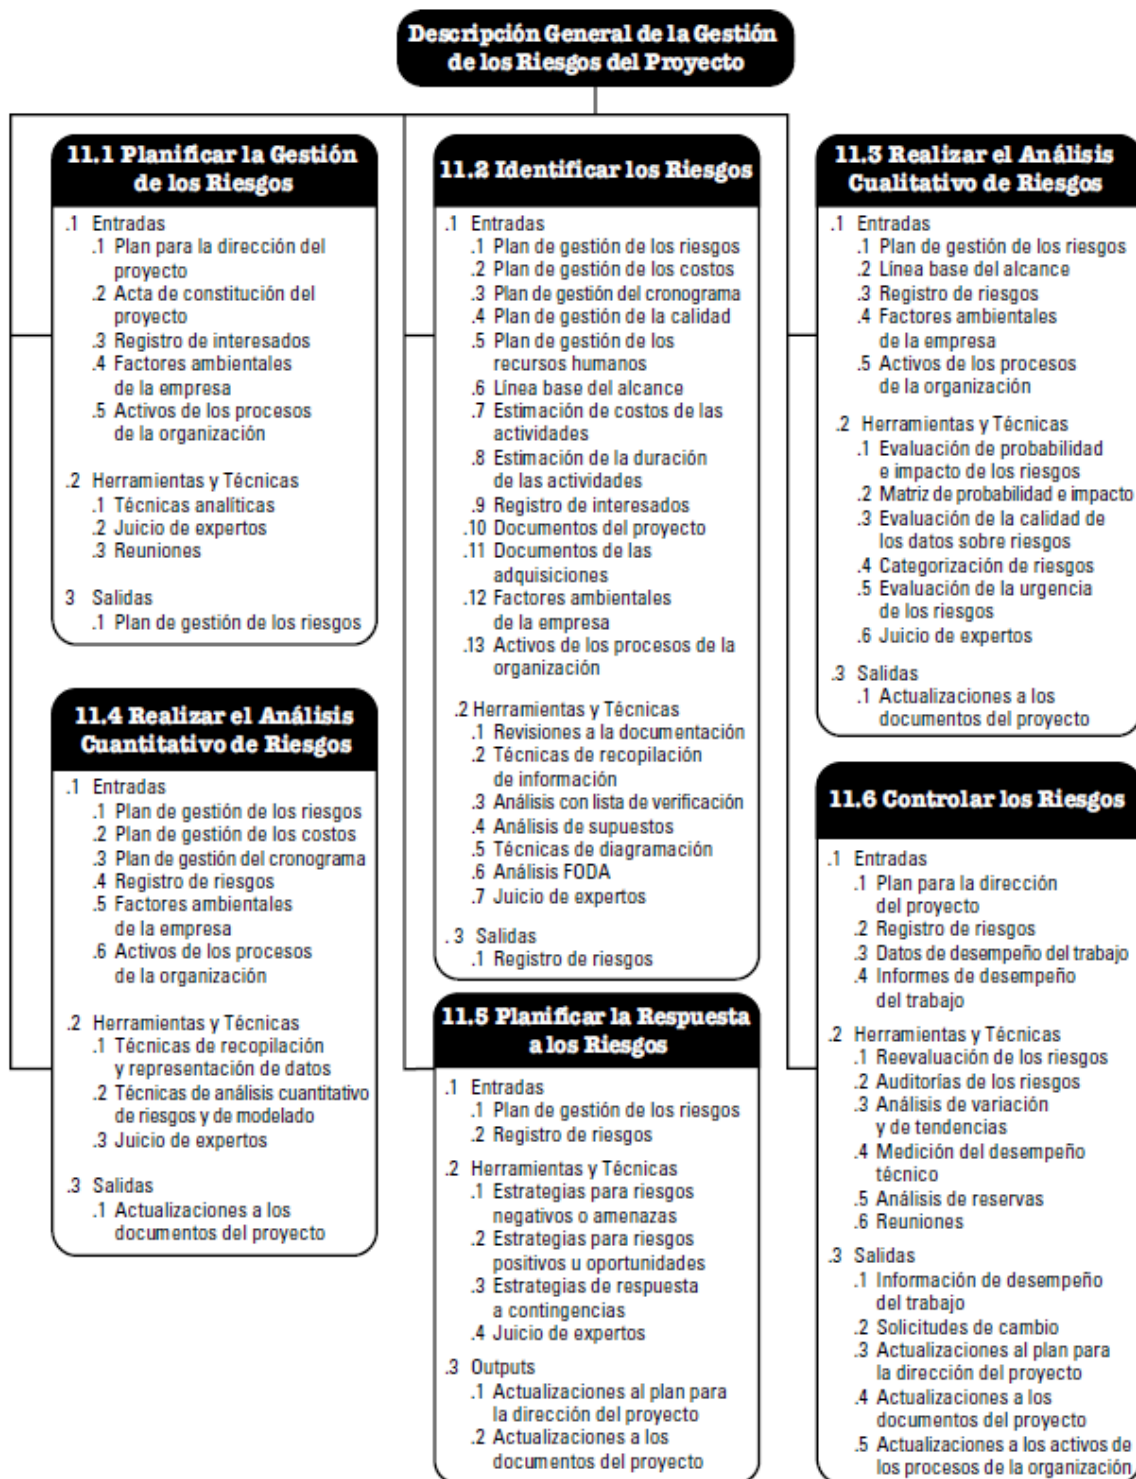 Descripción General de la Gestión
de los Riesgos del Proyecto
11.1 Planificar la Gestión
de los Riesgos
.1 Entradas
.1 Plan para la dirección del
proyecto
.2 Acta de constitución del
proyecto
.3 Registro de interesados
.4 Factores ambientales
de la empresa
.5 Activos de los procesos
de la organización
.2 Herramientas y Técnicas
.1 Técnicas analíticas
.2 Juicio de expertos
.3 Reuniones
3 Salidas
.1 Plan de gestión de los riesgos
11.2 Identificar los Riesgos
.1 Entradas
.1 Plan de gestión de los riesgos
.2 Plan de gestión de los costos
.3 Plan de gestión del cronograma
.4 Plan de gestión de la calidad
.5 Plan de gestión de los
recursos humanos
.6 Línea base del alcance
.7 Estimación de costos de las
actividades
.8 Estimación de la duración
de las actividades
.9 Registro de interesados
.10 Documentos del proyecto
.11 Documentos de las
adquisiciones
.12 Factores ambientales
de la empresa
.13 Activos de los procesos de la
organización
.2 Herramientas y Técnicas
.1 Revisiones a la documentación
.2 Técnicas de recopilación
de información
.3 Análisis con lista de verificación
.4 Análisis de supuestos
.5 Técnicas de diagramación
.6 Análisis FODA
.7 Juicio de expertos
. 3 Salidas
.1 Registro de riesgos
11.3 Realizar el Análisis
Cualitativo de Riesgos
.1 Entradas
.1 Plan de gestión de los riesgos
.2 Línea base del alcance
.3 Registro de riesgos
.4 Factores ambientales
de la empresa
.5 Activos de los procesos
de la organización
.2 Herramientas y Técnicas
.1 Evaluación de probabilidad
e impacto de los riesgos
.2 Matriz de probabilidad e impacto
.3 Evaluación de la calidad de
los datos sobre riesgos
.4 Categorización de riesgos
.5 Evaluación de la urgencia
de los riesgos
.6 Juicio de expertos
.3 Salidas
.1 Actualizaciones a los
documentos del proyecto
11.4 Realizar el Análisis
Cuantitativo de Riesgos
.1 Entradas
.1 Plan de gestión de los riesgos
.2 Plan de gestión de los costos
.3 Plan de gestión del cronograma
.4 Registro de riesgos
.5 Factores ambientales
de la empresa
.6 Activos de los procesos
de la organización
.2 Herramientas y Técnicas
.1 Técnicas de recopilación
y representación de datos
.2 Técnicas de análisis cuantitativo
de riesgos y de modelado
.3 Juicio de expertos
.3 Salidas
.1 Actualizaciones a los
documentos del proyecto
11.5 Planificar la Respuesta
a los Riesgos
.1 Entradas
.1 Plan de gestión de los riesgos
.2 Registro de riesgos
.2 Herramientas y Técnicas
.1 Estrategias para riesgos
negativos o amenazas
.2 Estrategias para riesgos
positivos u oportunidades
.3 Estrategias de respuesta
a contingencias
.4 Juicio de expertos
.3 Outputs
.1 Actualizaciones al plan para
la dirección del proyecto
.2 Actualizaciones a los
documentos del proyecto
11.6 Controlar los Riesgos
.1 Entradas
.1 Plan para la dirección
del proyecto
.2 Registro de riesgos
.3 Datos de desempeño del trabajo
.4 Informes de desempeño
del trabajo
.2 Herramientas y Técnicas
.1 Reevaluación de los riesgos
.2 Auditorías de los riesgos
.3 Análisis de variación
y de tendencias
.4 Medición del desempeño
técnico
.5 Análisis de reservas
.6 Reuniones
.3 Salidas
.1 Información de desempeño
del trabajo
.2 Solicitudes de cambio
.3 Actualizaciones al plan para
la dirección del proyecto
.4 Actualizaciones a los
documentos del proyecto
.5 Actualizaciones a los activos de
los procesos de la organización